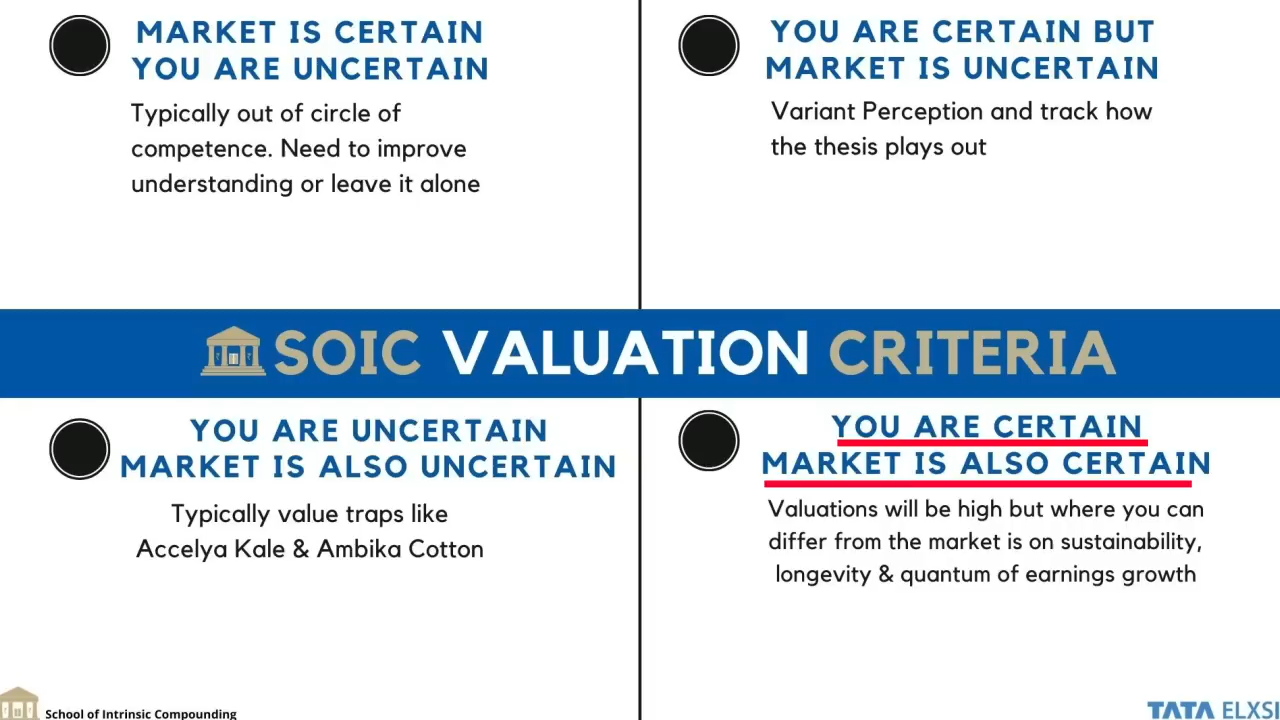 MARKET IS CERTAIN
YOU ARE UNCERTAIN
Typically out of circle of
competence. Need to improve
understanding or leave it alone
YOU ARE CERTAIN BUT
MARKET IS UNCERTAIN
Variant Perception and track how
the thesis plays out
SOIC VALUATION CRITERIA
YOU ARE UNCERTAIN
MARKET IS ALSO UNCERTAIN
Typically value traps like
Accelya Kale & Ambika Cotton
YOU ARE CERTAIN
MARKET IS ALSO CERTAIN
Valuations will be high but where you can
differ from the market is on sustainability,
longevity & quantum of earnings growth
School of Intrinsic Compounding
TATA ELXSI